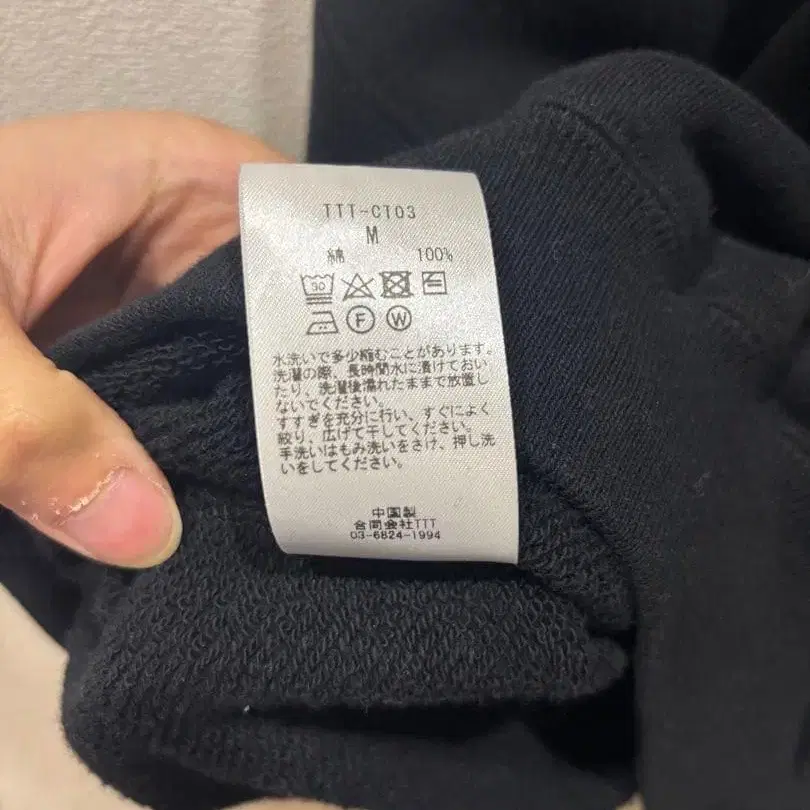 TTT-CT03
M
綿 100%
30
F W
水洗いで多少縮むことがあります。
洗濯の際、長時間水に漬けておい
たり、洗濯後濡れたままで放置し
ないでください。
すすぎを充分に行い、すぐによく
絞り、広げて干してください。
手洗いはもみ洗いをさけ、押し洗
いをしてください。
中国製
合同会社TTT
03-6824-1994